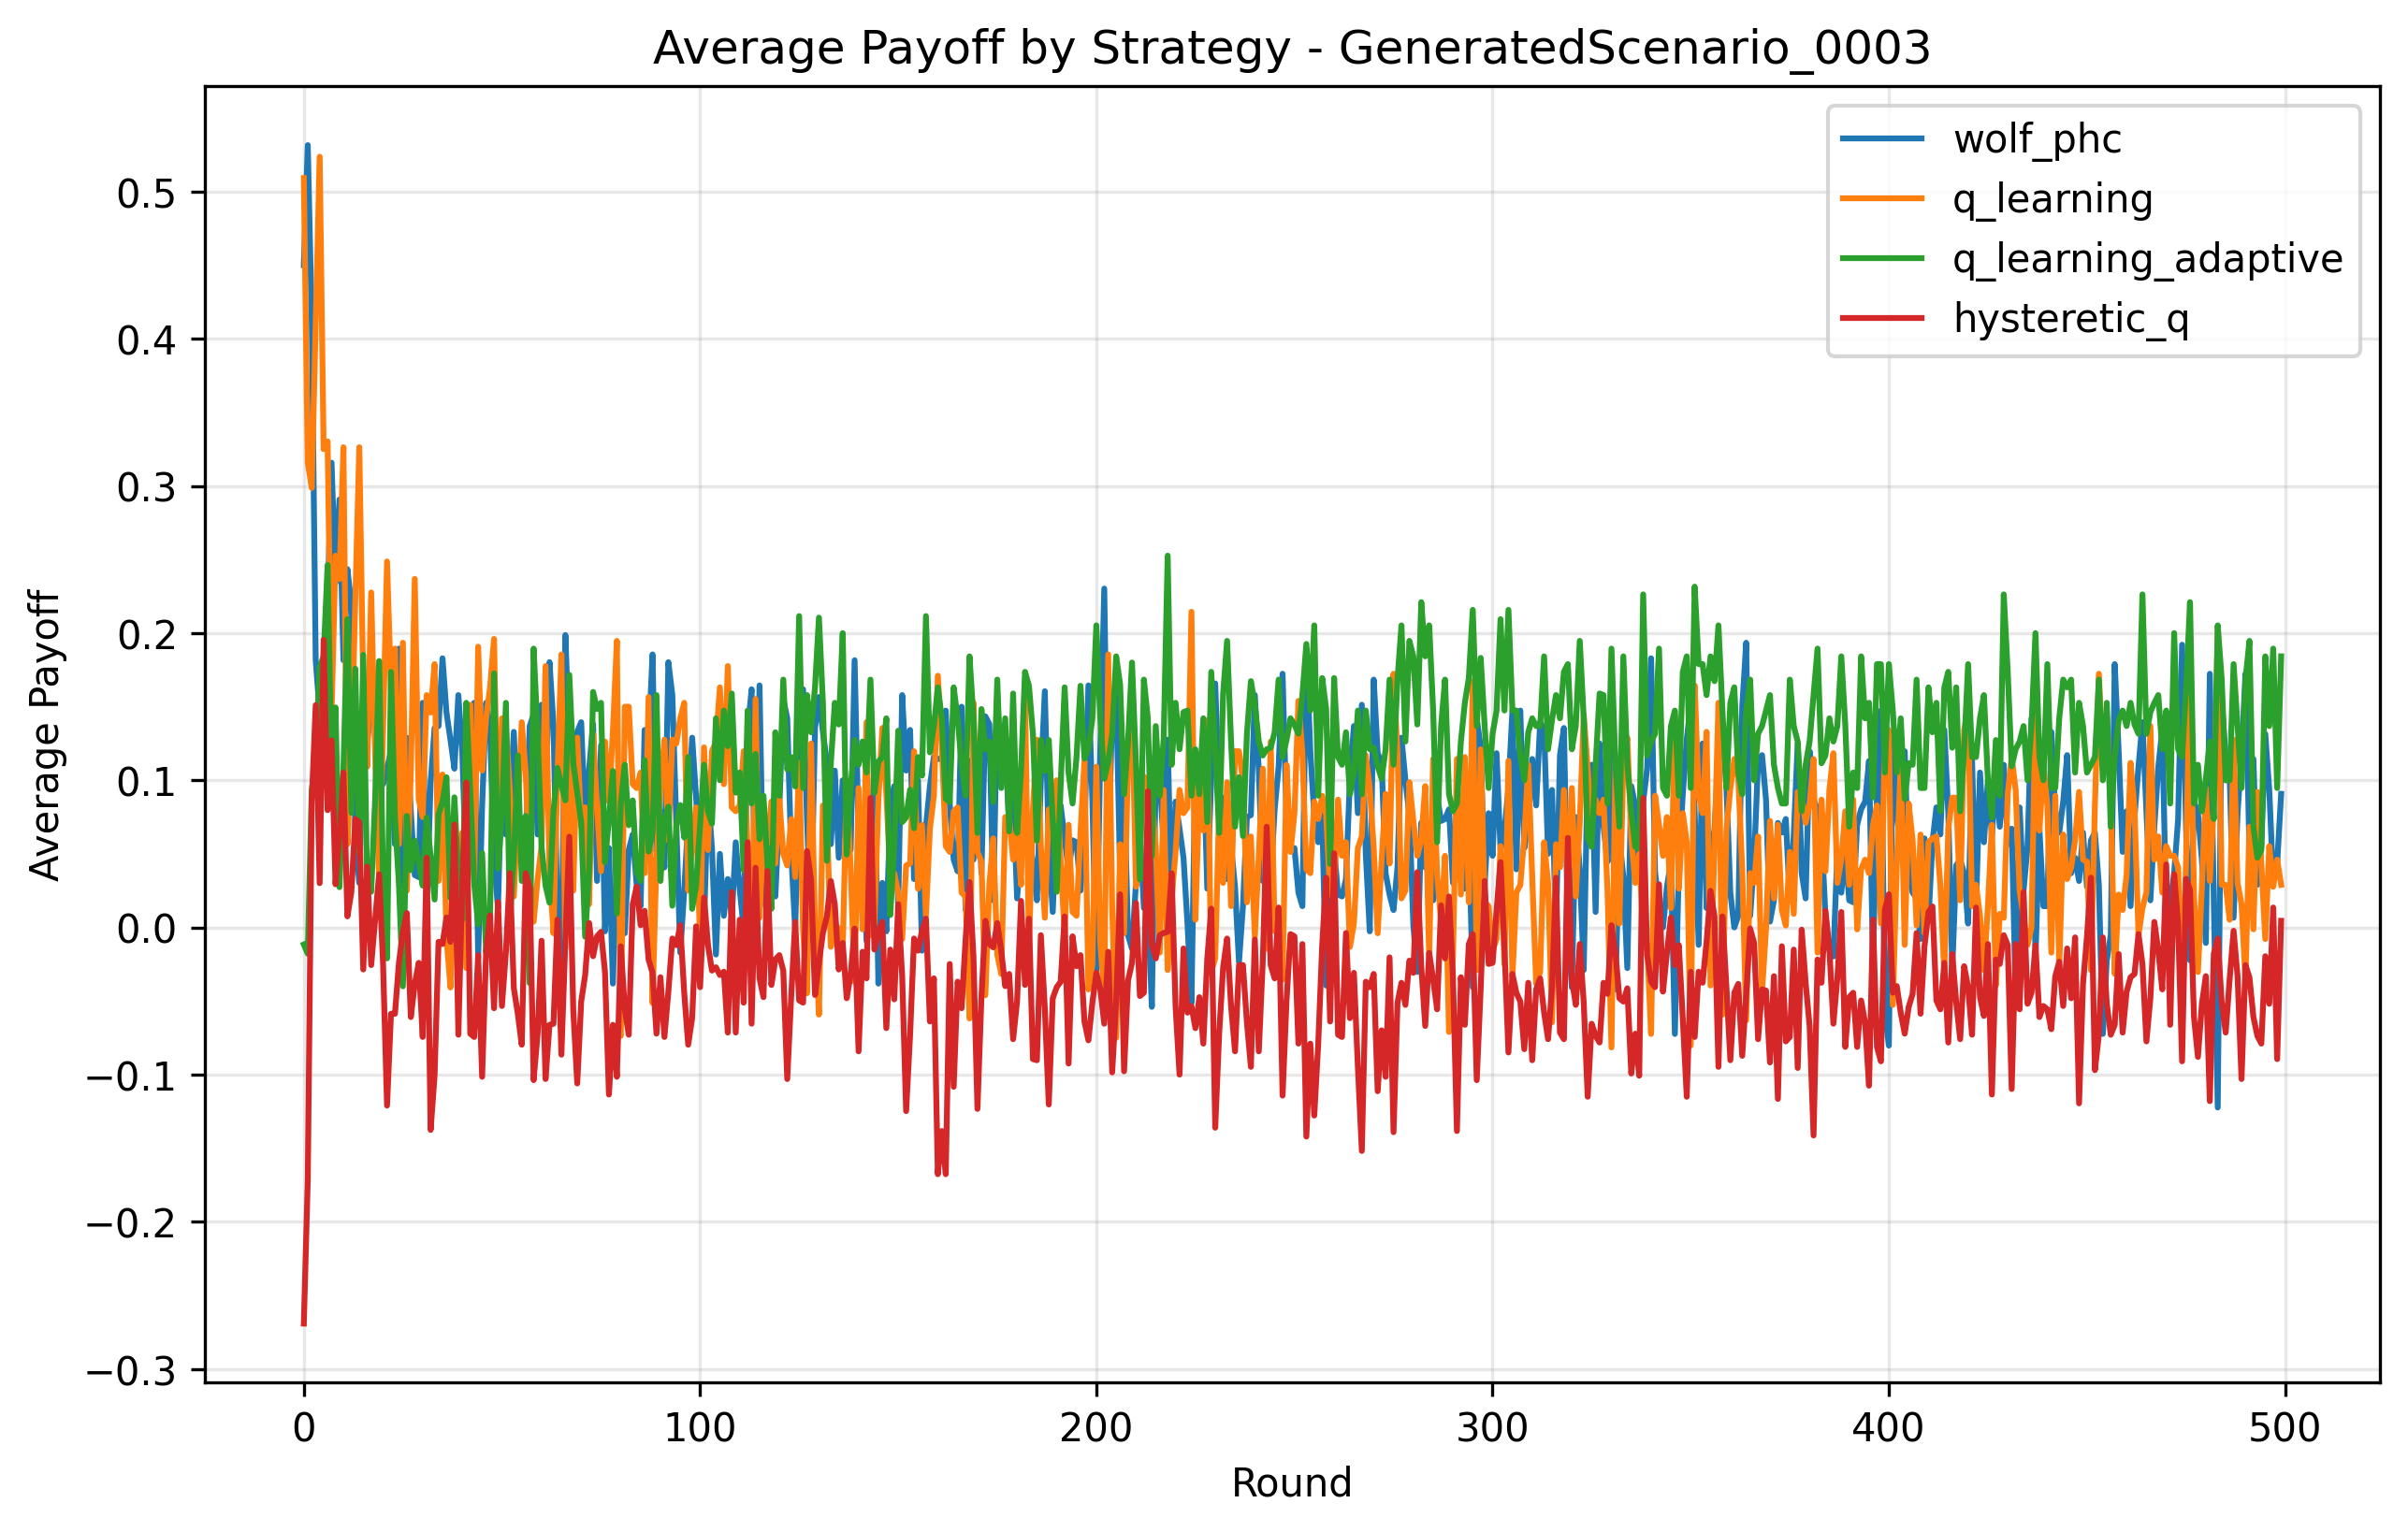 Average Payoff by Strategy - GeneratedScenario_0003
wolf_phc
q_learning
q_learning_adaptive
hysteretic_q
Average Payoff
0.5
0.4
0.3
0.2
0.1
0.0
−0.1
−0.2
−0.3
0 100 200 300 400 500
Round